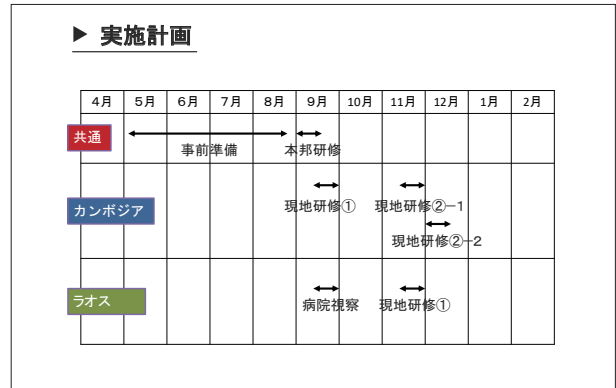 ▶ 実施計画
4月 5月 6月 7月 8月 9月 10月 11月 12月 1月 2月
共通
事前準備 本邦研修
カンボジア
現地研修① 現地研修②-1
現地研修②-2
ラオス
病院視察 現地研修①